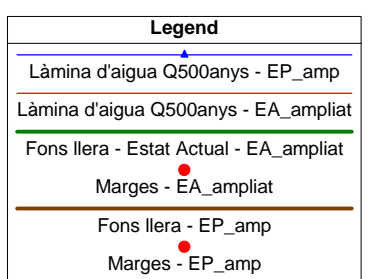 Legend
Làmina d'aigua Q500anys - EP_amp
Làmina d'aigua Q500anys - EA_ampliat
Fons llera - Estat Actual - EA_ampliat
Marges - EA_ampliat
Fons llera - EP_amp
Marges - EP_amp